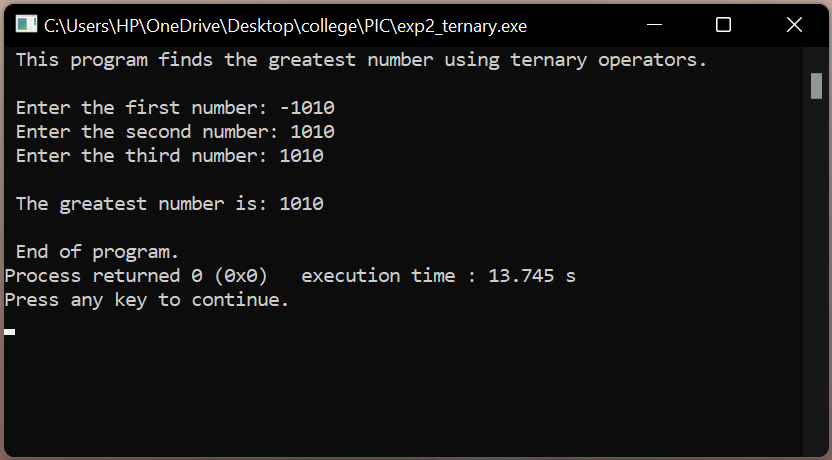 C:\Users\HP\OneDrive\Desktop\college\PIC\exp2_ternary.exe
This program finds the greatest number using ternary operators.
Enter the first number: -1010
Enter the second number: 1010
Enter the third number: 1010
The greatest number is: 1010
End of program.
Process returned 0 (0x0)   execution time : 13.745 s
Press any key to continue.